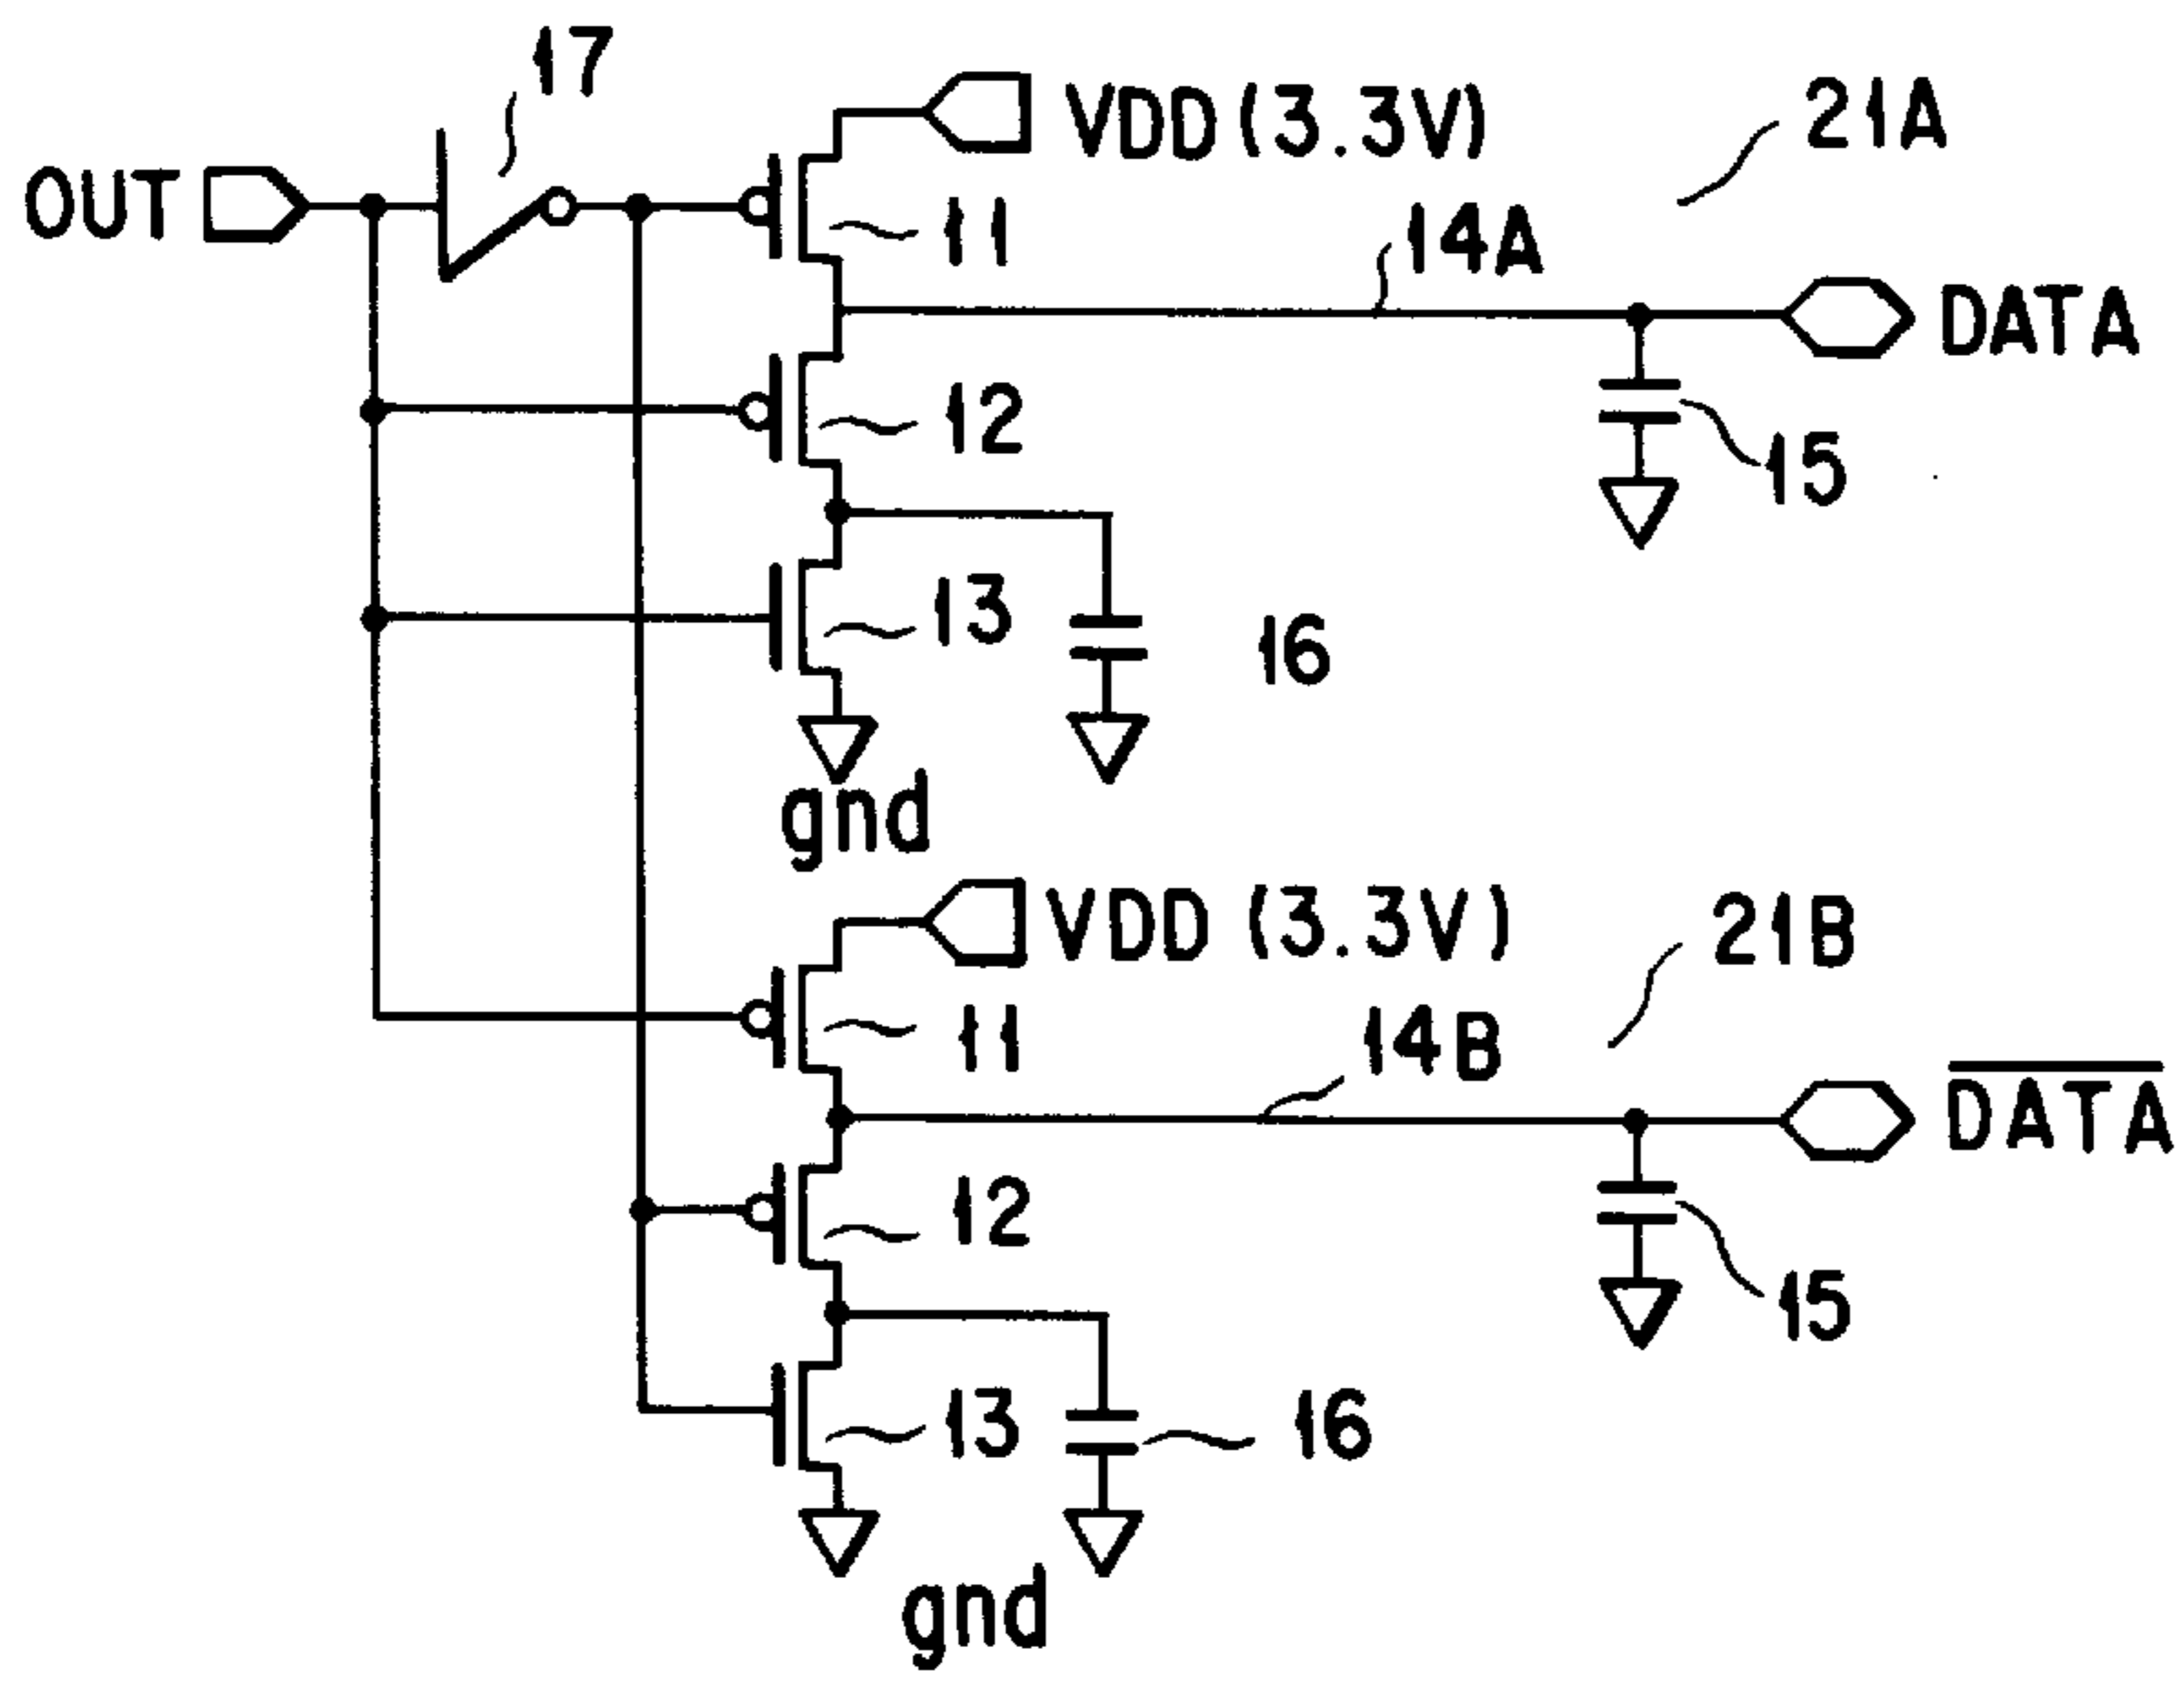 17
VDD (3.3V)
21A
OUT
11
14A
DATA
12
15
13
16
gnd
VDD (3.3V)
21B
11
14B
DATA
12
15
13
16
gnd